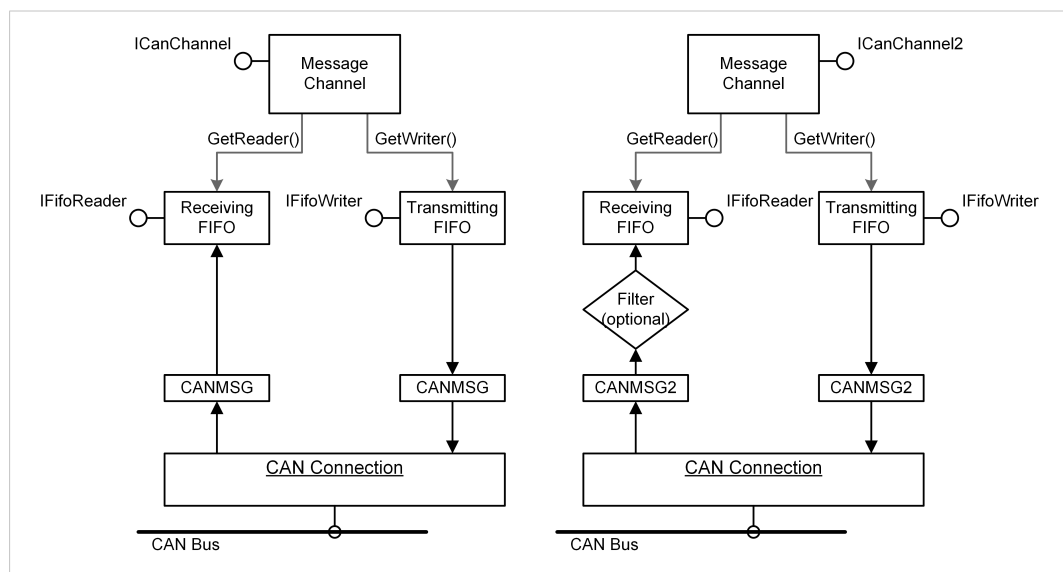 ICanChannel
Message
Channel
GetReader()
GetWriter()
IFifoReader
Receiving
FIFO
IFifoWriter
Transmitting
FIFO
CANMSG
CANMSG
CAN Connection
CAN Bus
Message
Channel
ICanChannel2
GetReader()
GetWriter()
Receiving
FIFO
IFifoReader
Transmitting
FIFO
IFifoWriter
Filter
(optional)
CANMSG2
CANMSG2
CAN Connection
CAN Bus